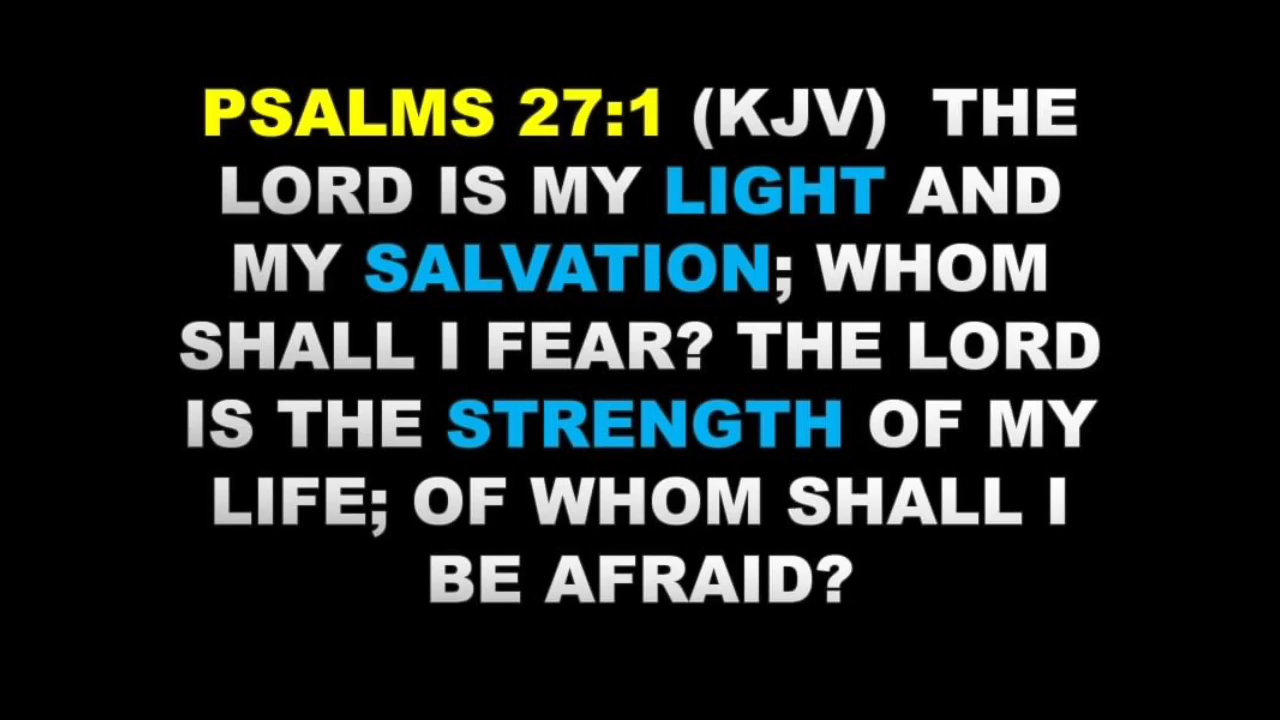 PSALMS 27:1 (KJV)  THE
LORD IS MY LIGHT AND
MY SALVATION; WHOM
SHALL I FEAR? THE LORD
IS THE STRENGTH OF MY
LIFE; OF WHOM SHALL I
BE AFRAID?